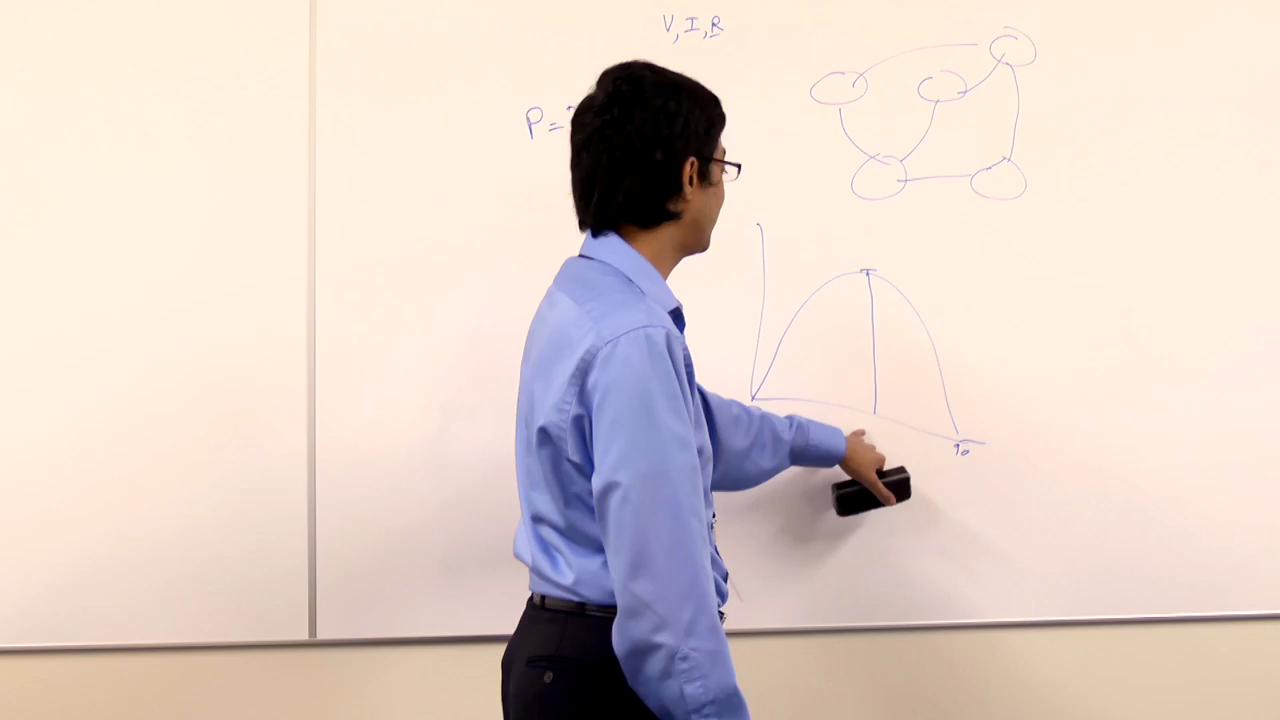 V, I, R
P =
90